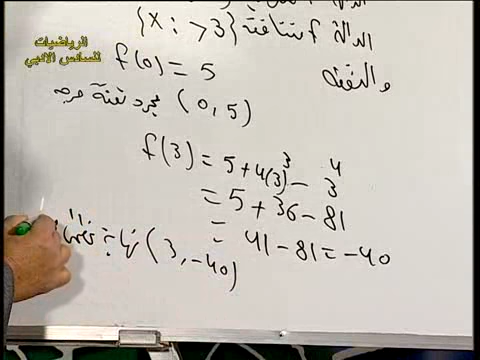 الدالة f متناقصة {x : >3}
الرياضيات
للسادس الادبي
f(0) = 5
والنقطة
(0, 5) مجرد نقطة حرجة
f(3) = 5 + 4(3)³ − 3⁴
= 5 + 36 − 81
= 41 − 81 = −40
(3, −40) نهاية